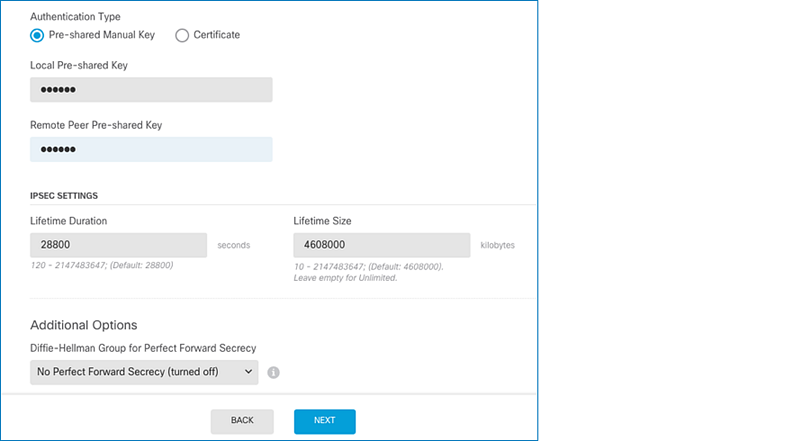 Authentication Type
Pre-shared Manual Key Certificate
Local Pre-shared Key
••••••
Remote Peer Pre-shared Key
••••••
IPSEC SETTINGS
Lifetime Duration Lifetime Size
28800 seconds 4608000 kilobytes
120 - 2147483647; (Default: 28800) 10 - 2147483647; (Default: 4608000).
Leave empty for Unlimited.
Additional Options
Diffie-Hellman Group for Perfect Forward Secrecy
No Perfect Forward Secrecy (turned off)
BACK NEXT